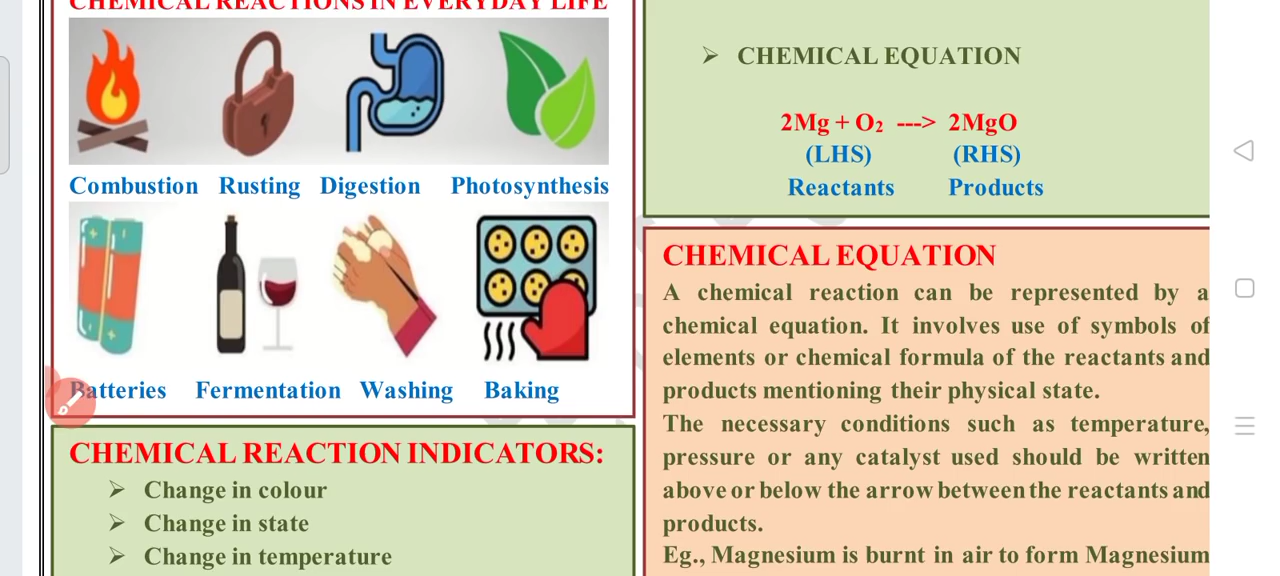 CHEMICAL REACTIONS IN EVERYDAY LIFE
Combustion Rusting Digestion Photosynthesis
Batteries Fermentation Washing Baking
CHEMICAL REACTION INDICATORS:
➢ Change in colour
➢ Change in state
➢ Change in temperature
➢ CHEMICAL EQUATION
2Mg + O₂ ---> 2MgO
(LHS) (RHS)
Reactants Products
CHEMICAL EQUATION
A chemical reaction can be represented by a
chemical equation. It involves use of symbols of
elements or chemical formula of the reactants and
products mentioning their physical state.
The necessary conditions such as temperature,
pressure or any catalyst used should be written
above or below the arrow between the reactants and
products.
Eg., Magnesium is burnt in air to form Magnesium